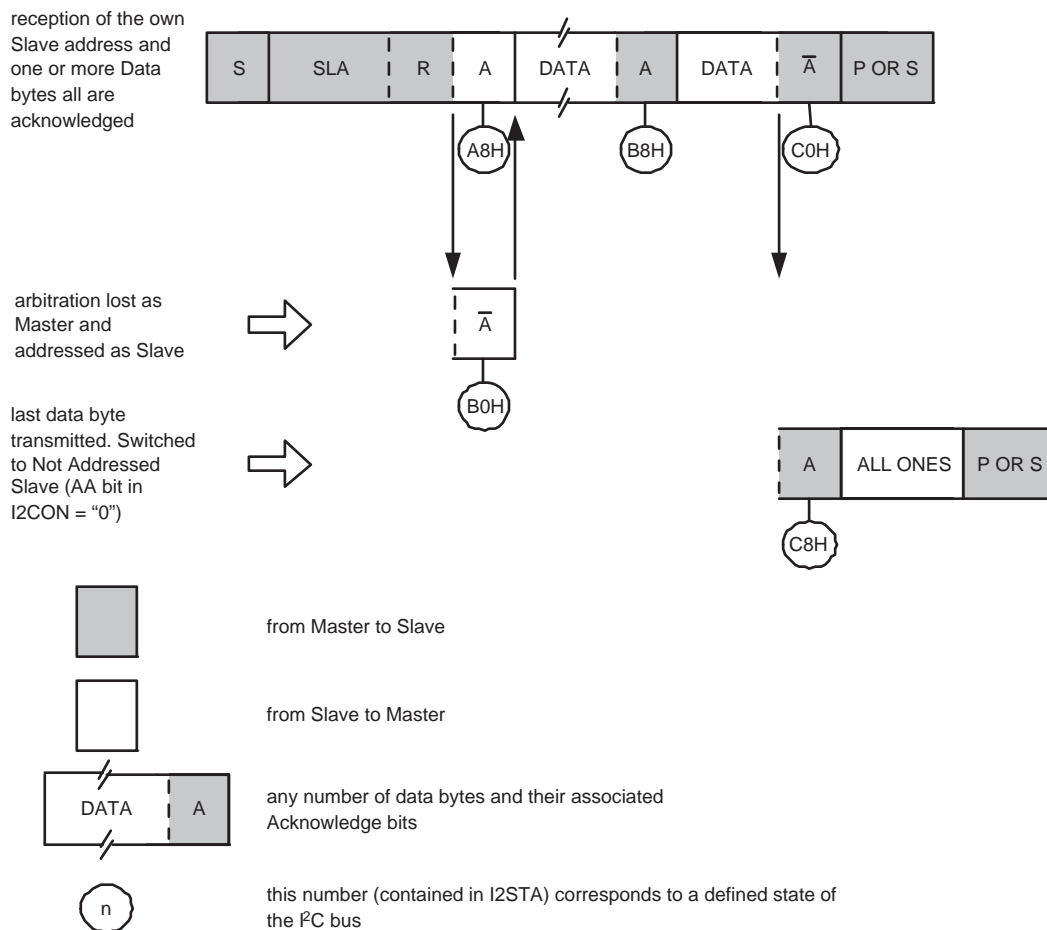 reception of the own
Slave address and
one or more Data
bytes all are
acknowledged
S SLA R A DATA A DATA A̅ P OR S
A8H B8H C0H
arbitration lost as
Master and
addressed as Slave
A̅
B0H
last data byte
transmitted. Switched
to Not Addressed
Slave (AA bit in
I2CON = “0”)
A ALL ONES P OR S
C8H
from Master to Slave
from Slave to Master
DATA A
any number of data bytes and their associated
Acknowledge bits
n
this number (contained in I2STA) corresponds to a defined state of
the I²C bus